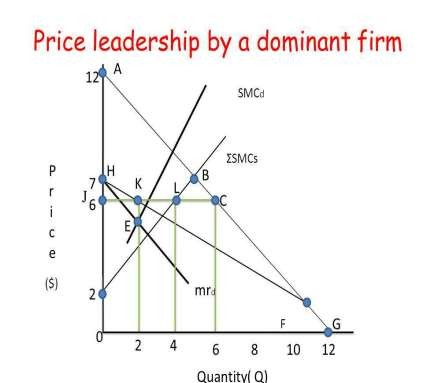 Price leadership by a dominant firm
12 A
SMCd
ΣSMCs
P
r
i
c
e
($)
7 H
B
J 6 K L C
E
2
mrd
F G
0
2 4 6 8 10 12
Quantity( Q)